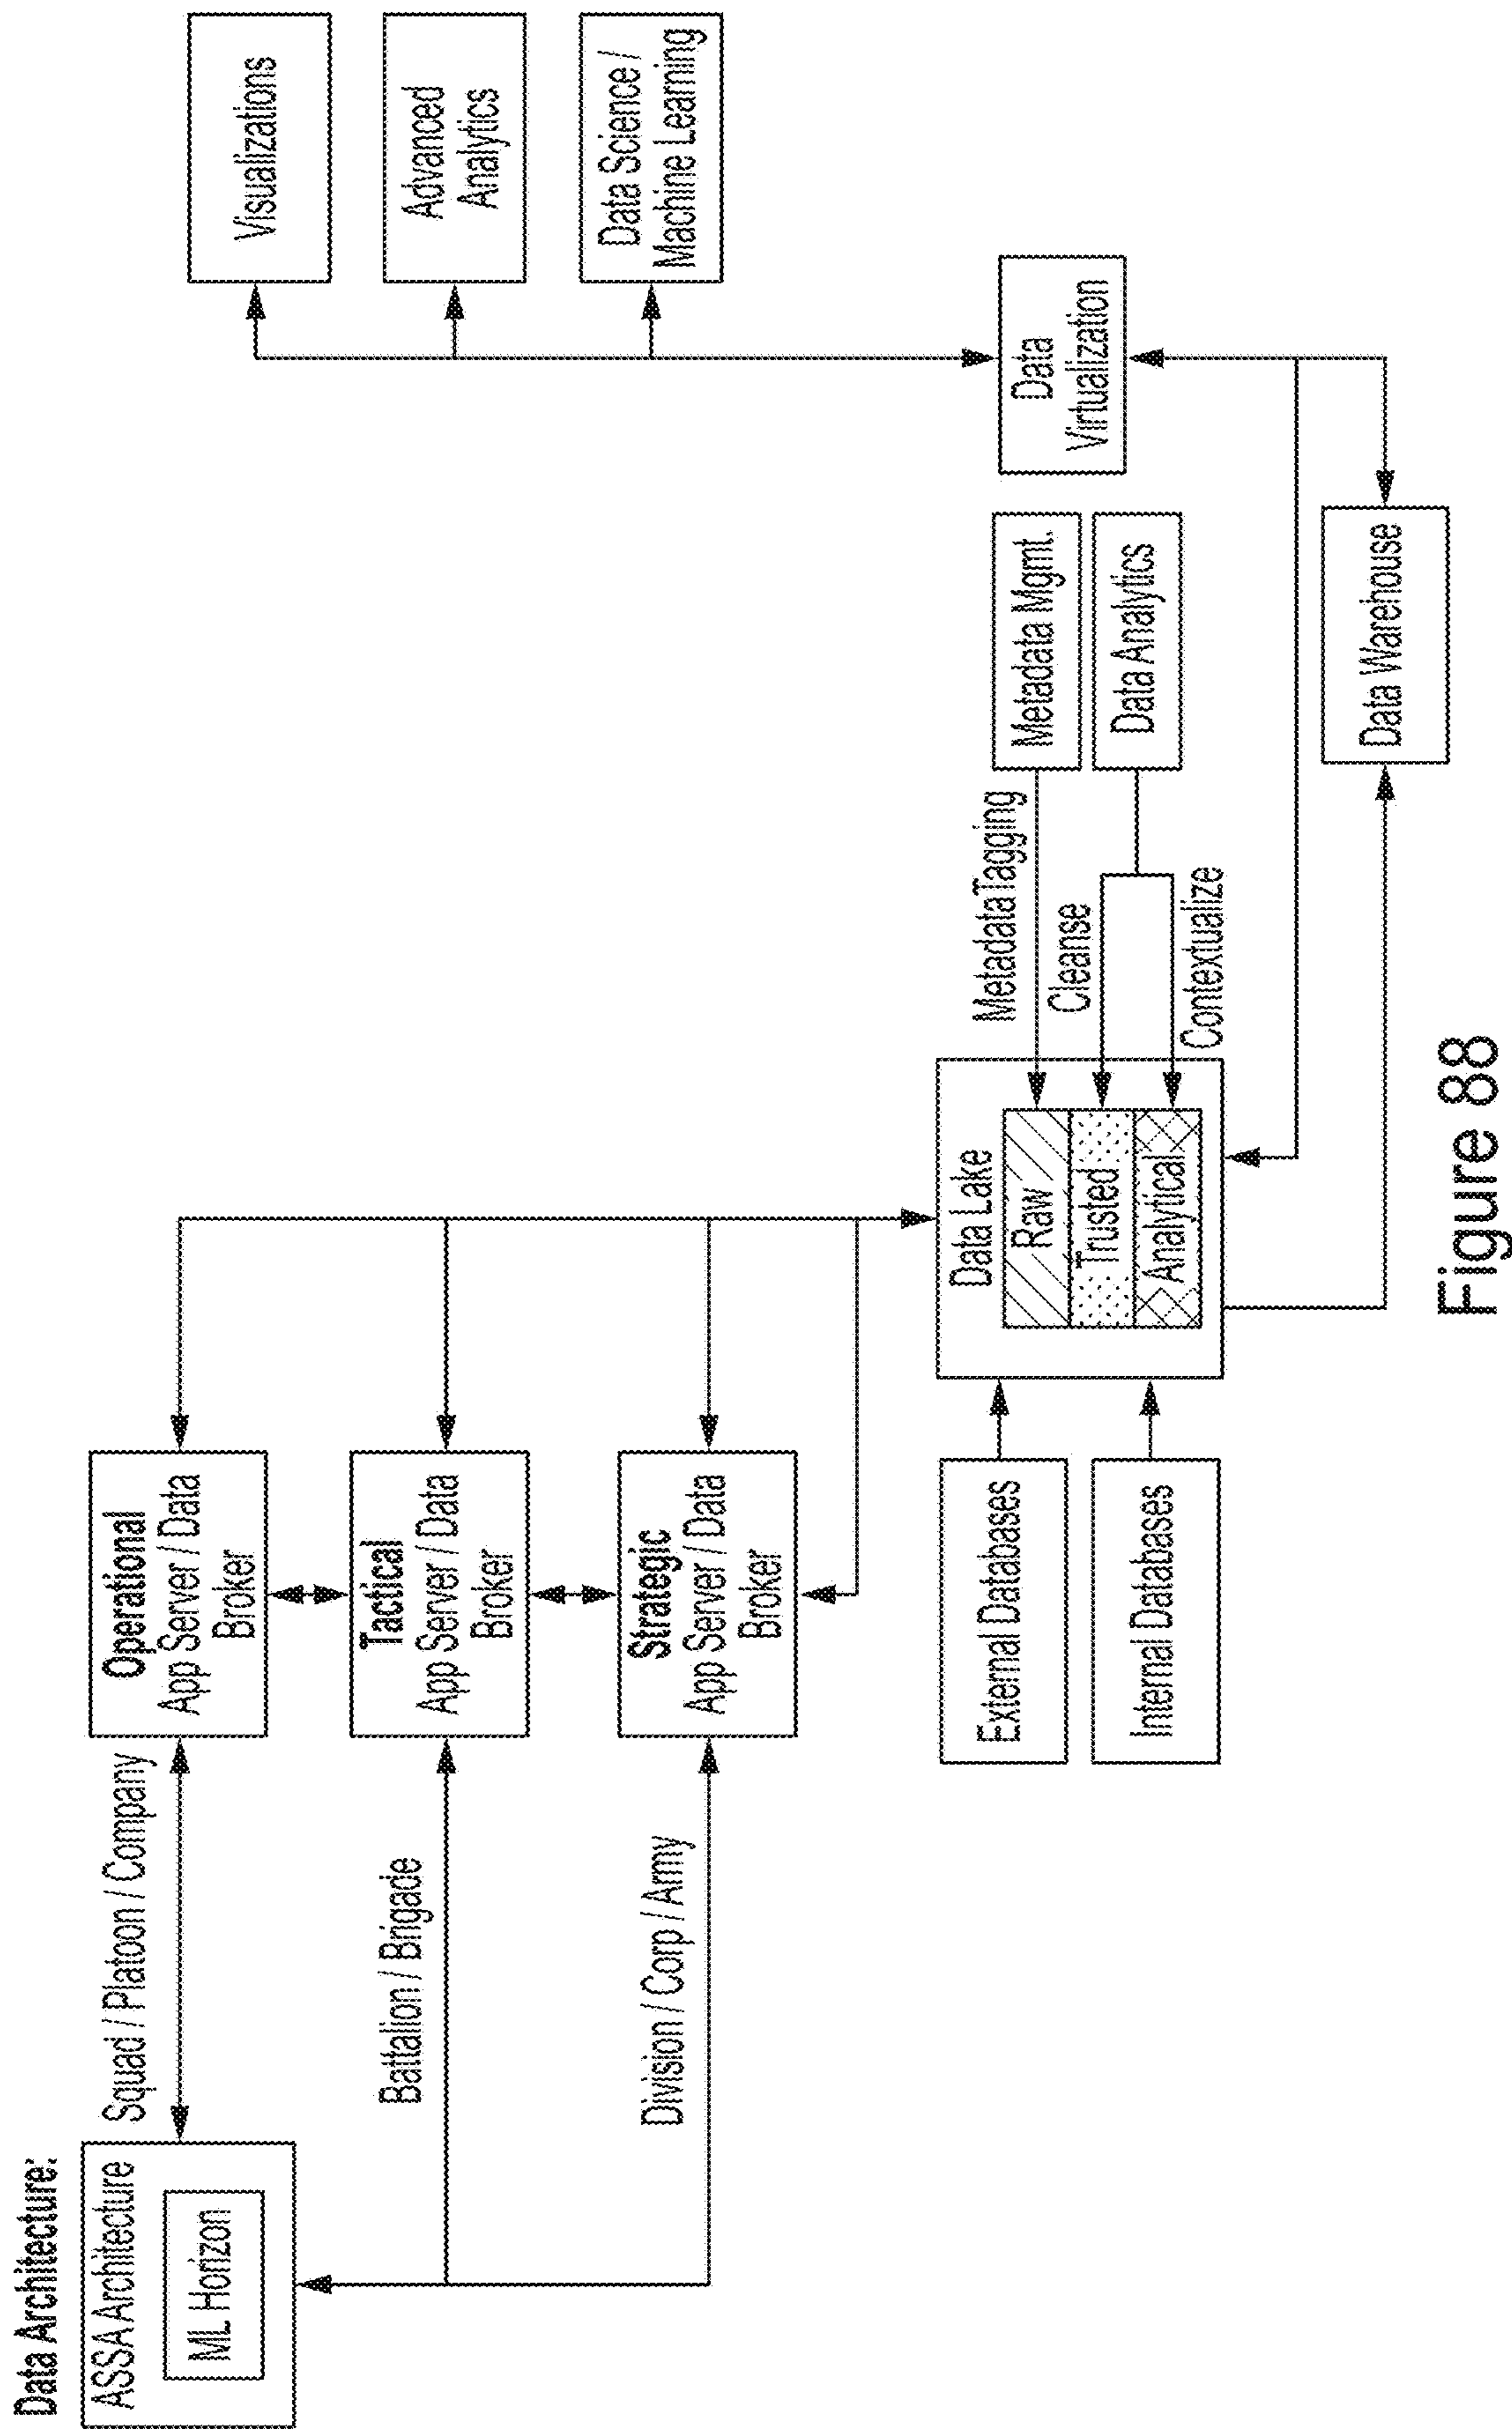 Data Architecture:
ASSA Architecture
ML Horizon
Squad / Platoon / Company
Battalion / Brigade
Division / Corp / Army
Operational
App Server / Data
Broker
Tactical
App Server / Data
Broker
Strategic
App Server / Data
Broker
External Databases
Internal Databases
Data Lake
Raw
Trusted
Analytical
MetadataTagging
Cleanse
Contextualize
Metadata Mgmt.
Data Analytics
Data Warehouse
Data
Virtualization
Visualizations
Advanced
Analytics
Data Science /
Machine Learning
Figure 88